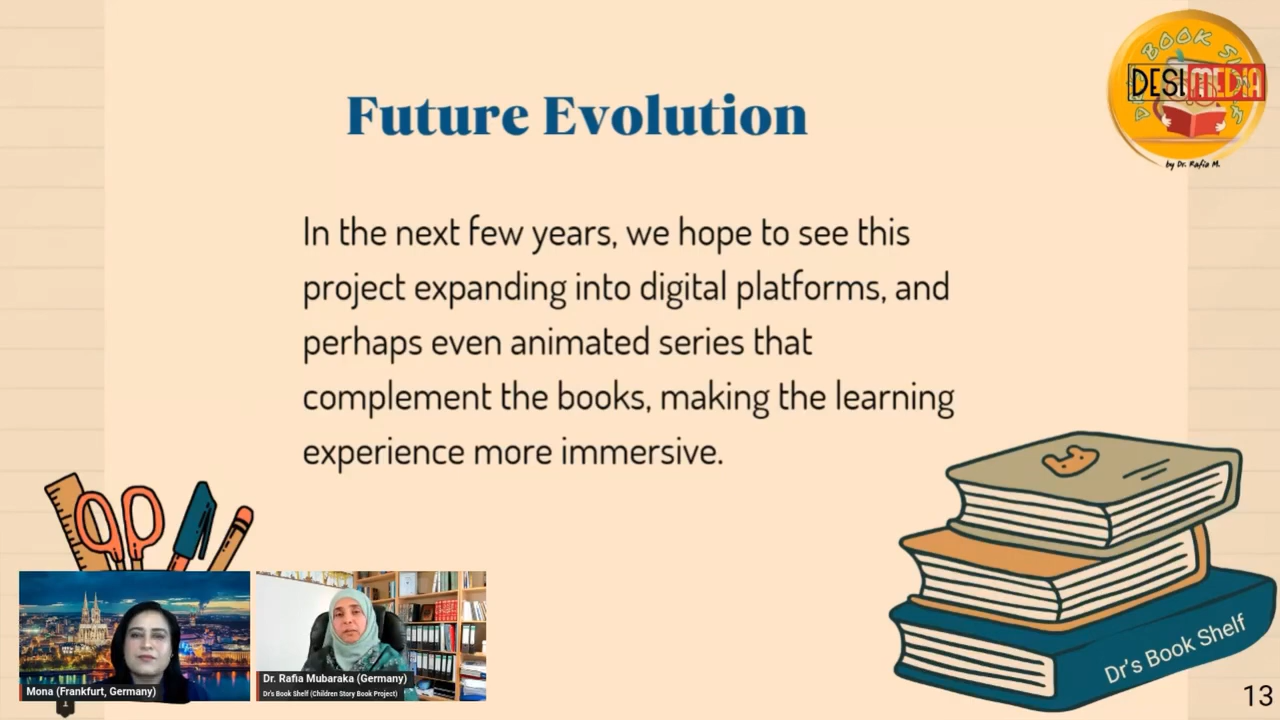 DESI MEDIA
by Dr. Rafia M.
Future Evolution
In the next few years, we hope to see this
project expanding into digital platforms, and
perhaps even animated series that
complement the books, making the learning
experience more immersive.
Dr's Book Shelf
Mona (Frankfurt, Germany)
Dr. Rafia Mubaraka (Germany)
Dr's Book Shelf (Children Story Book Project)
13